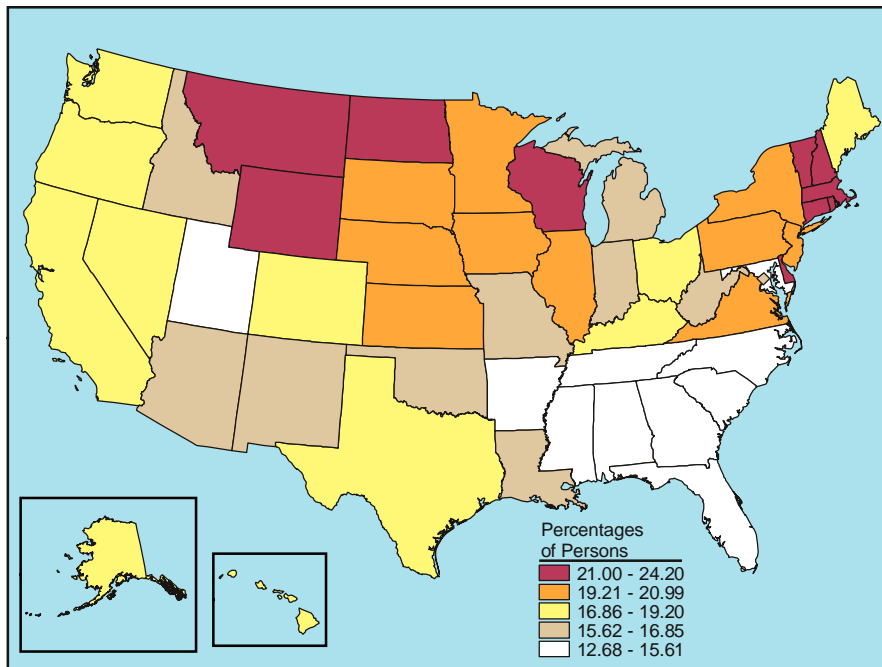 Percentages
of Persons
21.00 - 24.20
19.21 - 20.99
16.86 - 19.20
15.62 - 16.85
12.68 - 15.61